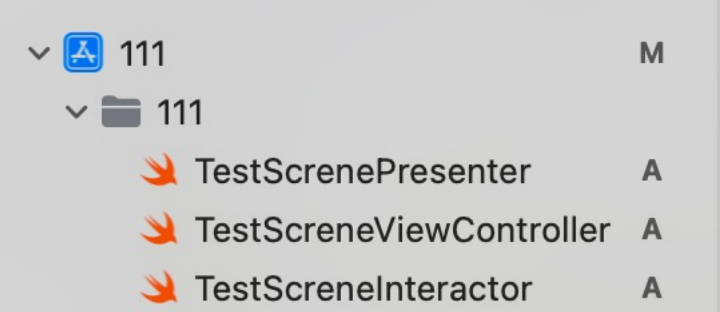 111 M
111
TestScrenePresenter A
TestScreneViewController A
TestScreneInteractor A